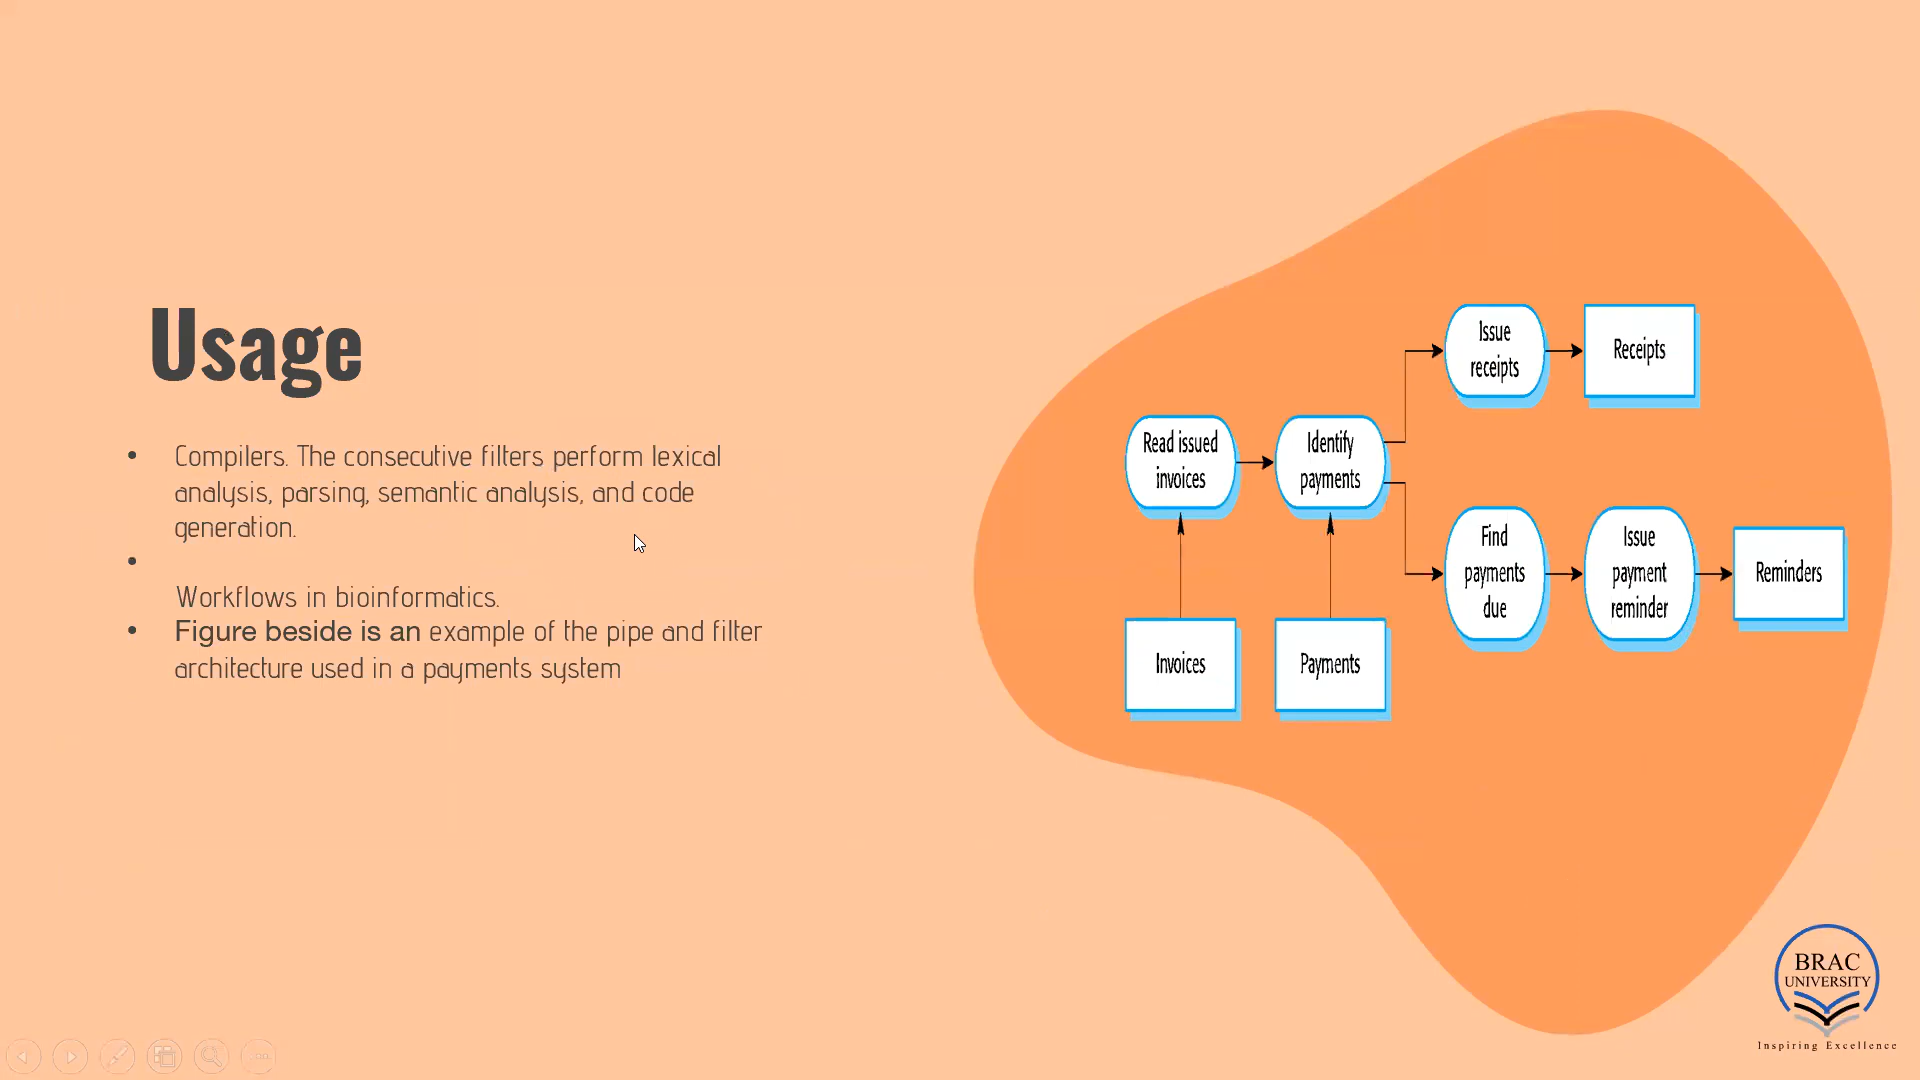 Usage
• Compilers. The consecutive filters perform lexical
analysis, parsing, semantic analysis, and code
generation.
•
Workflows in bioinformatics.
• Figure beside is an example of the pipe and filter
architecture used in a payments system
Issue
receipts
Receipts
Read issued
invoices
Identify
payments
Find
payments
due
Issue
payment
reminder
Reminders
Invoices
Payments
BRAC
UNIVERSITY
Inspiring Excellence